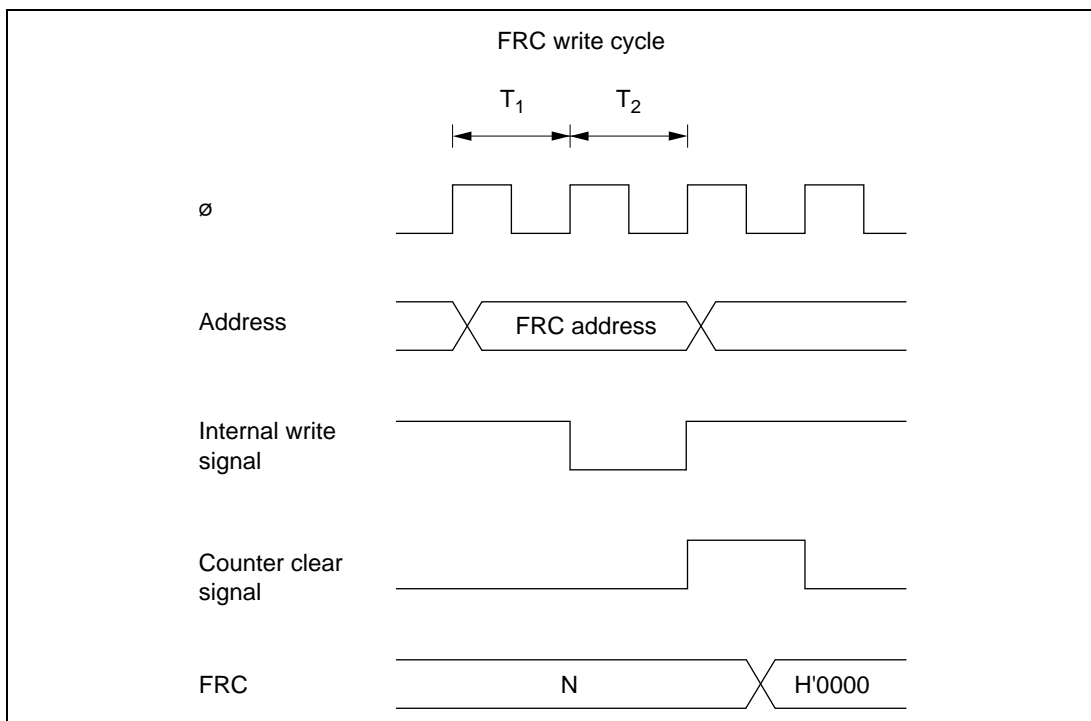 FRC write cycle
T1 T2
ø
Address
FRC address
Internal write
signal
Counter clear
signal
FRC
N
H'0000